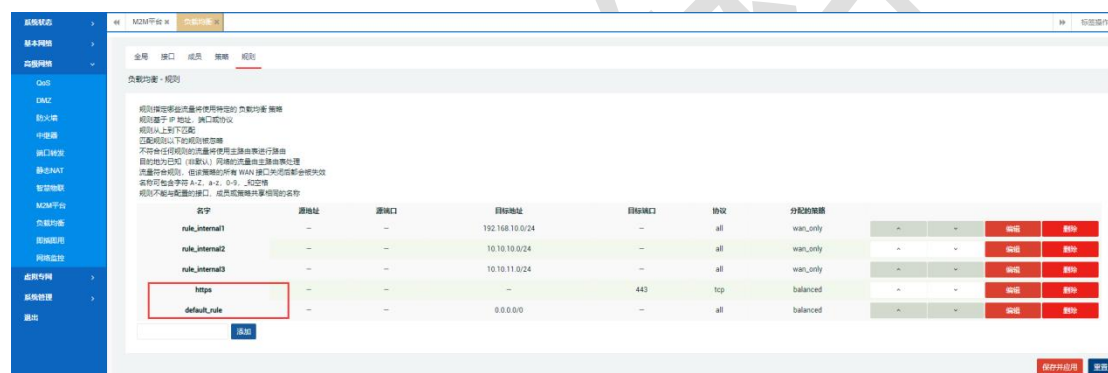 系统状态
基本网络
高级网络
QoS
DMZ
防火墙
中继器
端口转发
静态NAT
智慧物联
M2M平台
负载均衡
网络监控
虚拟专网
系统管理
退出
M2M平台 ×
负载均衡 ×
标签操作
全局 接口 成员 策略 规则
负载均衡 - 规则
规则指定哪些流量将使用特定的 负载均衡 策略
规则基于 IP 地址，端口或协议
规则从上到下匹配
匹配规则以下的规则被忽略
不符合任何规则的流量将使用主路由表进行路由
目的地为已知（非默认）网络的流量由主路由表处理
流量符合规则，但该策略的所有 WAN 接口关闭后都会被失效
名称可包含字符 A-Z，a-z，0-9，_和空格
规则不能与配置的接口、成员或策略共享相同的名称
名字 源地址 源端口 目标地址 目标端口 协议 分配的策略
rule_internal1 — — 192.168.10.0/24 — all wan_only 编辑 删除
rule_internal2 — — 10.10.10.0/24 — all wan_only 编辑 删除
rule_internal3 — — 10.10.11.0/24 — all wan_only 编辑 删除
https — — — 443 tcp balanced 编辑 删除
default_rule — — 0.0.0.0/0 — all balanced 编辑 删除
添加
保存并应用 重置